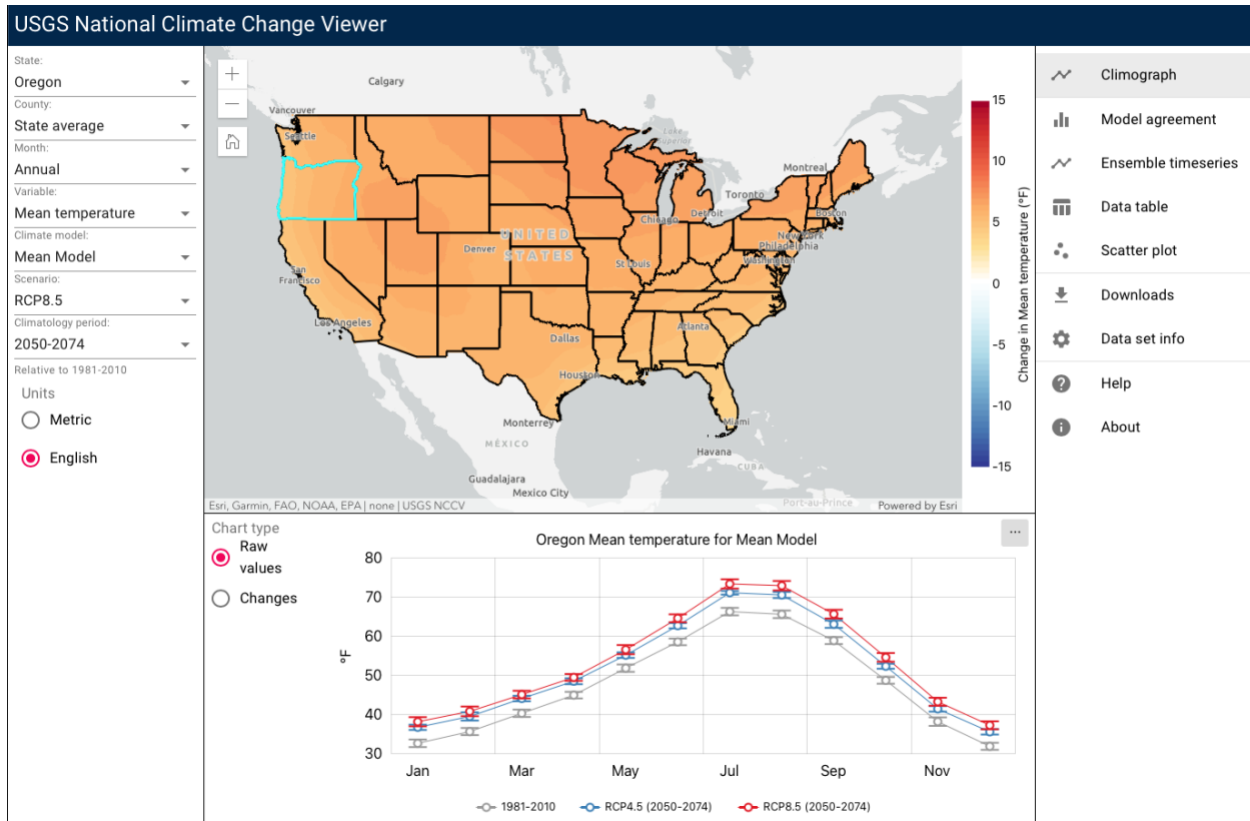 USGS National Climate Change Viewer
State:
Oregon
County:
State average
Month:
Annual
Variable:
Mean temperature
Climate model:
Mean Model
Scenario:
RCP8.5
Climatology period:
2050-2074
Relative to 1981-2010
Units
Metric
English
+
−
Calgary
Vancouver
Seattle
Lake
Superior
Montreal
Toronto
Boston
Chicago
Detroit
New York
Philadelphia
UNITED
STATES
Denver
St Louis
Washington
San
Francisco
Los Angeles
Atlanta
Dallas
Houston
Monterrey
Miami
MÉXICO
Havana
CUBA
Guadalajara
Mexico City
Port-au-Prince
Esri, Garmin, FAO, NOAA, EPA | none | USGS NCCV
Powered by Esri
15
10
5
0
-5
-10
-15
Change in Mean temperature (°F)
Climograph
Model agreement
Ensemble timeseries
Data table
Scatter plot
Downloads
Data set info
Help
About
Chart type
Raw
values
Changes
Oregon Mean temperature for Mean Model
...
80
70
60
50
40
30
°F
Jan Mar May Jul Sep Nov
1981-2010 RCP4.5 (2050-2074) RCP8.5 (2050-2074)